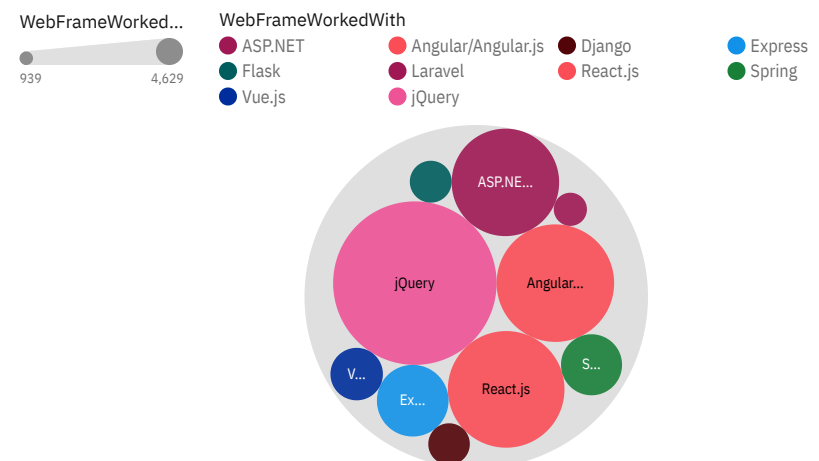 WebFrameWorked...
939 4,629
WebFrameWorkedWith
ASP.NET Angular/Angular.js Django Express
Flask Laravel React.js Spring
Vue.js jQuery
ASP.NE...
jQuery
Angular...
S...
V...
React.js
Ex...